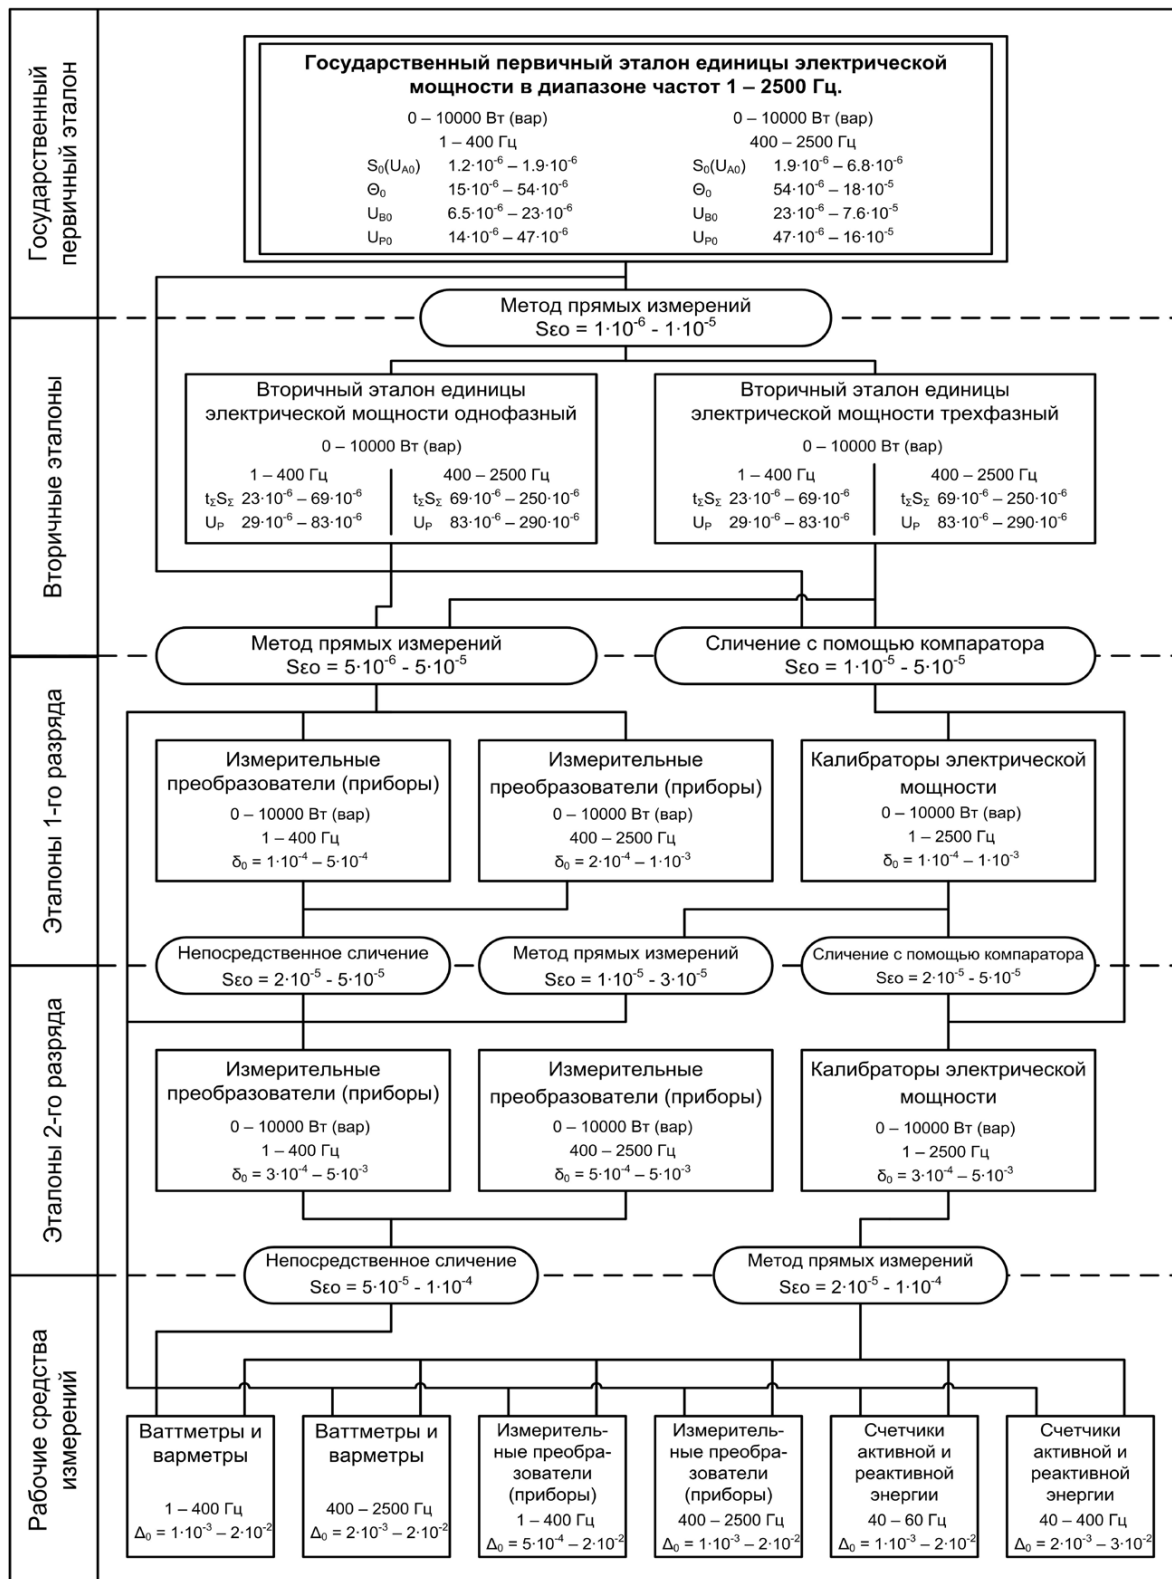 Государственный
первичный эталон
Государственный первичный эталон единицы электрической
мощности в диапазоне частот 1 – 2500 Гц.
0 – 10000 Вт (вар)
1 – 400 Гц
S₀(U_A0) 1.2·10⁻⁶ – 1.9·10⁻⁶
Θ₀ 15·10⁻⁶ – 54·10⁻⁶
U_B0 6.5·10⁻⁶ – 23·10⁻⁶
U_P0 14·10⁻⁶ – 47·10⁻⁶
0 – 10000 Вт (вар)
400 – 2500 Гц
S₀(U_A0) 1.9·10⁻⁶ – 6.8·10⁻⁶
Θ₀ 54·10⁻⁶ – 18·10⁻⁵
U_B0 23·10⁻⁶ – 7.6·10⁻⁵
U_P0 47·10⁻⁶ – 16·10⁻⁵
Метод прямых измерений
Sεo = 1·10⁻⁶ - 1·10⁻⁵
Вторичные эталоны
Вторичный эталон единицы
электрической мощности однофазный
0 – 10000 Вт (вар)
1 – 400 Гц
t_ΣS_Σ 23·10⁻⁶ – 69·10⁻⁶
U_P 29·10⁻⁶ – 83·10⁻⁶
400 – 2500 Гц
t_ΣS_Σ 69·10⁻⁶ – 250·10⁻⁶
U_P 83·10⁻⁶ – 290·10⁻⁶
Вторичный эталон единицы
электрической мощности трехфазный
0 – 10000 Вт (вар)
1 – 400 Гц
t_ΣS_Σ 23·10⁻⁶ – 69·10⁻⁶
U_P 29·10⁻⁶ – 83·10⁻⁶
400 – 2500 Гц
t_ΣS_Σ 69·10⁻⁶ – 250·10⁻⁶
U_P 83·10⁻⁶ – 290·10⁻⁶
Метод прямых измерений
Sεo = 5·10⁻⁶ - 5·10⁻⁵
Сличение с помощью компаратора
Sεo = 1·10⁻⁵ - 5·10⁻⁵
Эталоны 1-го разряда
Измерительные
преобразователи (приборы)
0 – 10000 Вт (вар)
1 – 400 Гц
δ₀ = 1·10⁻⁴ – 5·10⁻⁴
Измерительные
преобразователи (приборы)
0 – 10000 Вт (вар)
400 – 2500 Гц
δ₀ = 2·10⁻⁴ – 1·10⁻³
Калибраторы электрической
мощности
0 – 10000 Вт (вар)
1 – 2500 Гц
δ₀ = 1·10⁻⁴ – 1·10⁻³
Непосредственное сличение
Sεo = 2·10⁻⁵ - 5·10⁻⁵
Метод прямых измерений
Sεo = 1·10⁻⁵ - 3·10⁻⁵
Сличение с помощью компаратора
Sεo = 2·10⁻⁵ - 5·10⁻⁵
Эталоны 2-го разряда
Измерительные
преобразователи (приборы)
0 – 10000 Вт (вар)
1 – 400 Гц
δ₀ = 3·10⁻⁴ – 5·10⁻³
Измерительные
преобразователи (приборы)
0 – 10000 Вт (вар)
400 – 2500 Гц
δ₀ = 5·10⁻⁴ – 5·10⁻³
Калибраторы электрической
мощности
0 – 10000 Вт (вар)
1 – 2500 Гц
δ₀ = 3·10⁻⁴ – 5·10⁻³
Непосредственное сличение
Sεo = 5·10⁻⁵ - 1·10⁻⁴
Метод прямых измерений
Sεo = 2·10⁻⁵ - 1·10⁻⁴
Рабочие средства
измерений
Ваттметры и
варметры
1 – 400 Гц
Δ₀ = 1·10⁻³ – 2·10⁻²
Ваттметры и
варметры
400 – 2500 Гц
Δ₀ = 2·10⁻³ – 2·10⁻²
Измеритель-
ные преобра-
зователи
(приборы)
1 – 400 Гц
Δ₀ = 5·10⁻⁴ – 2·10⁻²
Измеритель-
ные преобра-
зователи
(приборы)
400 – 2500 Гц
Δ₀ = 1·10⁻³ – 2·10⁻²
Счетчики
активной и
реактивной
энергии
40 – 60 Гц
Δ₀ = 1·10⁻³ – 2·10⁻²
Счетчики
активной и
реактивной
энергии
40 – 400 Гц
Δ₀ = 2·10⁻³ – 3·10⁻²